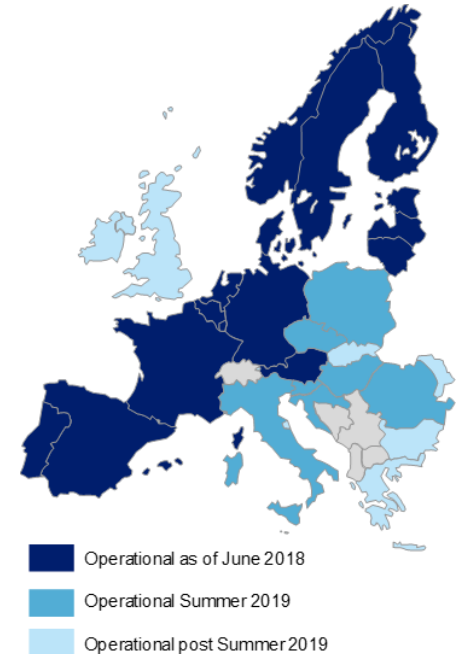 Operational as of June 2018
Operational Summer 2019
Operational post Summer 2019